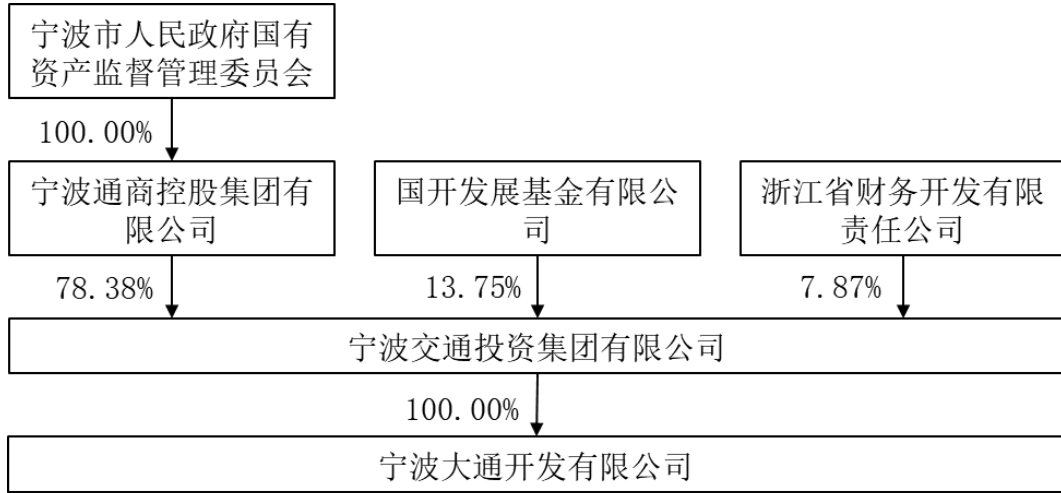 宁波市人民政府国有
资产监督管理委员会
100.00%
宁波通商控股集团有
限公司
国开发展基金有限公
司
浙江省财务开发有限
责任公司
78.38%
13.75%
7.87%
宁波交通投资集团有限公司
100.00%
宁波大通开发有限公司